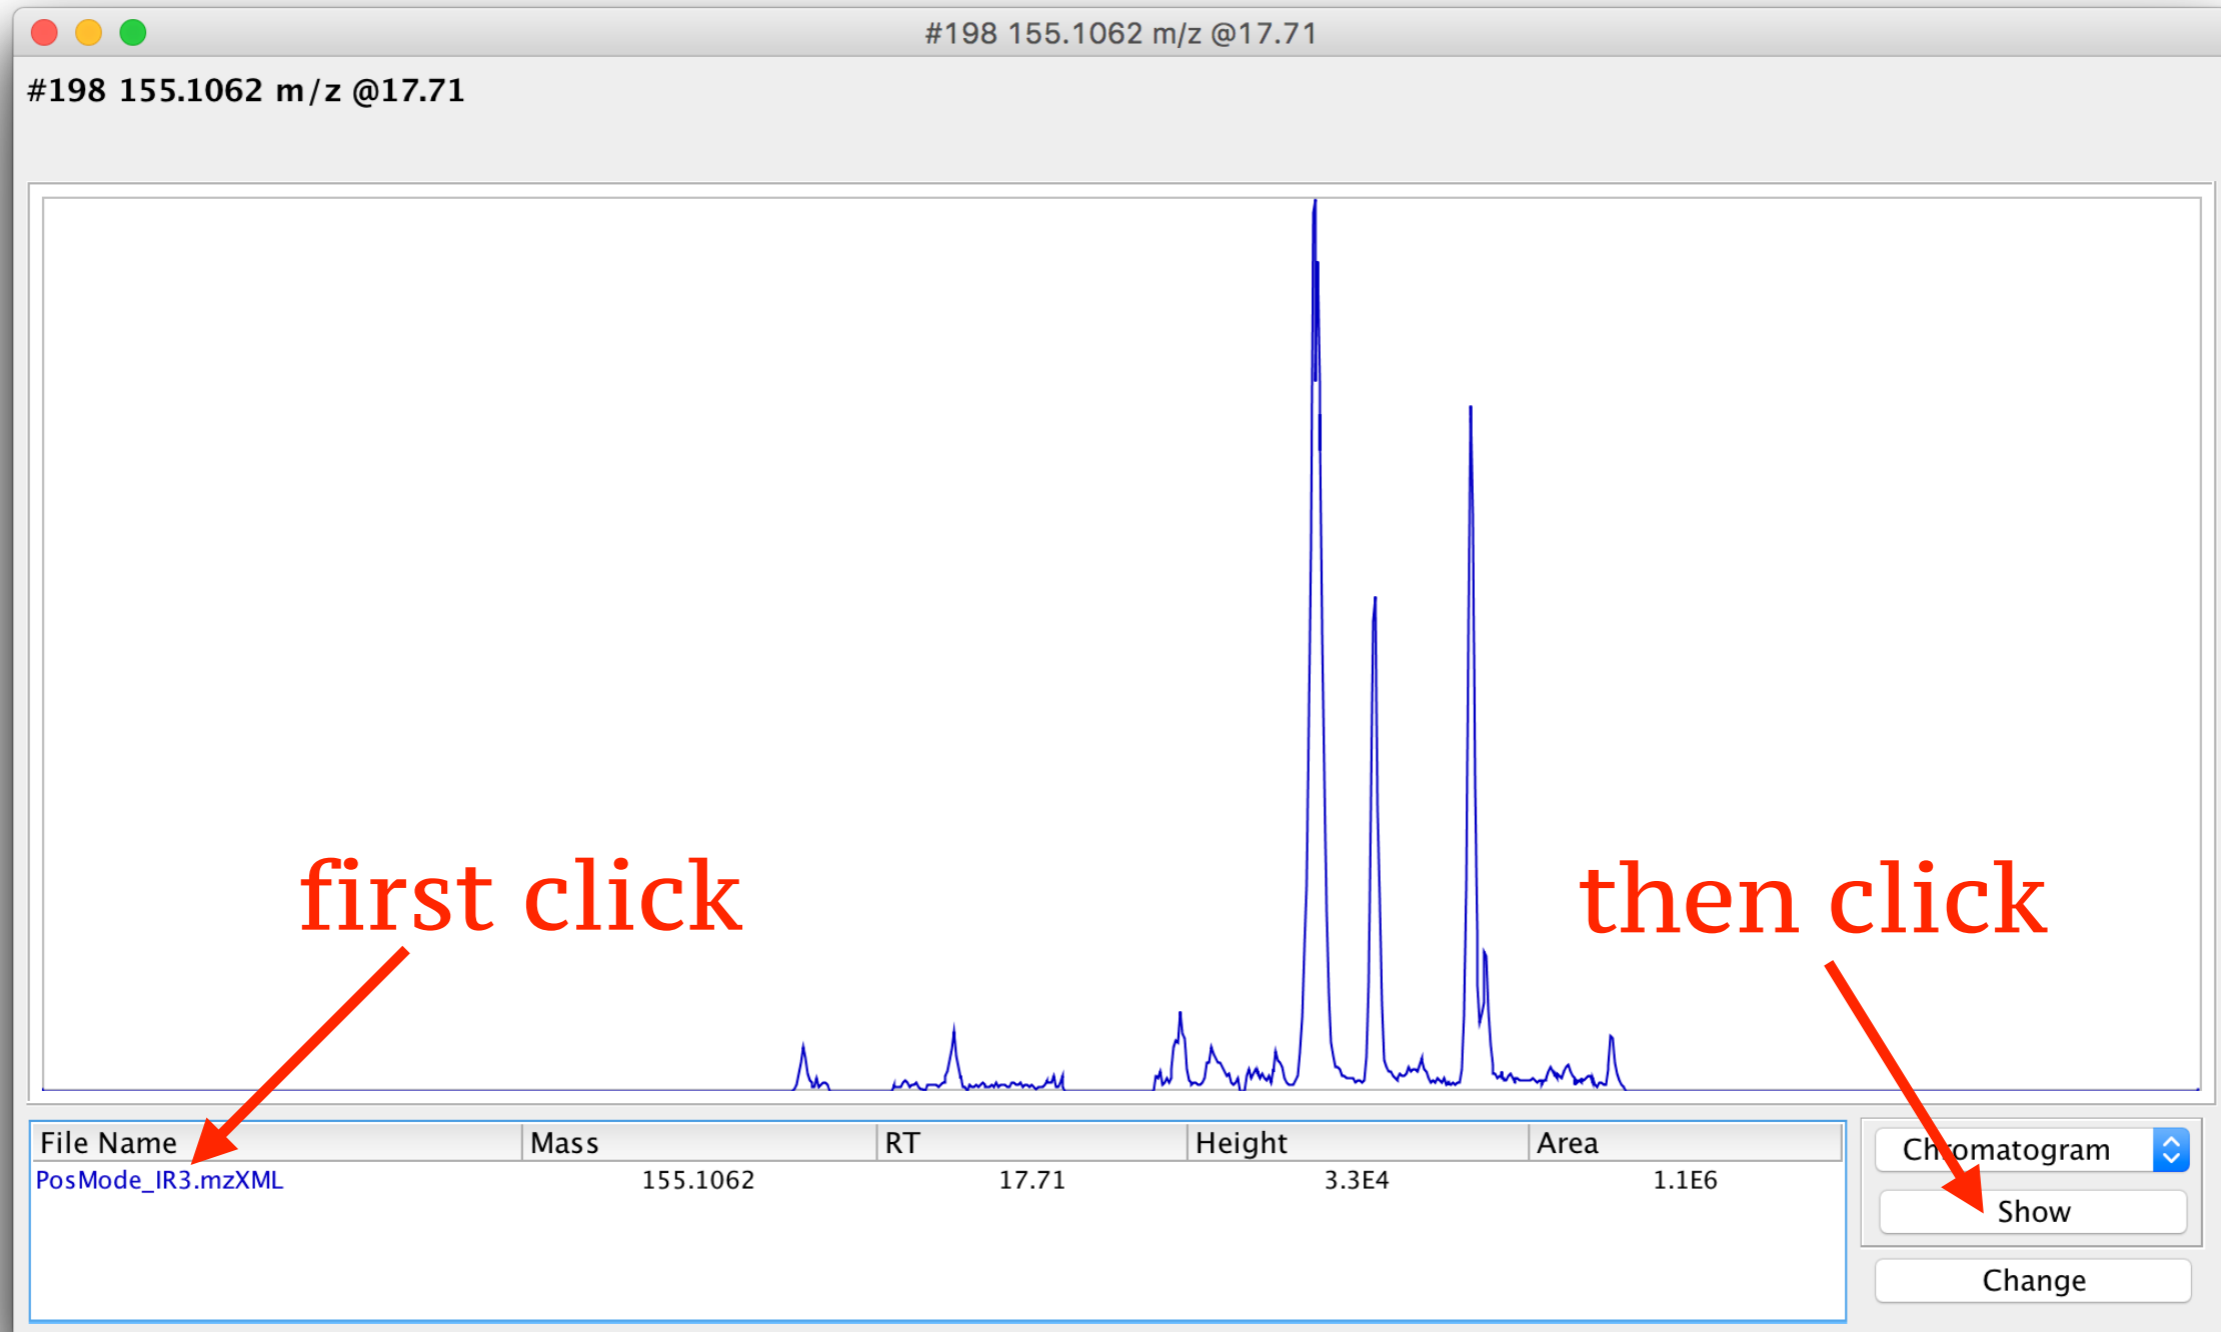 #198 155.1062 m/z @17.71
#198 155.1062 m/z @17.71
first click
then click
File Name Mass RT Height Area
PosMode_IR3.mzXML 155.1062 17.71 3.3E4 1.1E6
Chromatogram
Show
Change